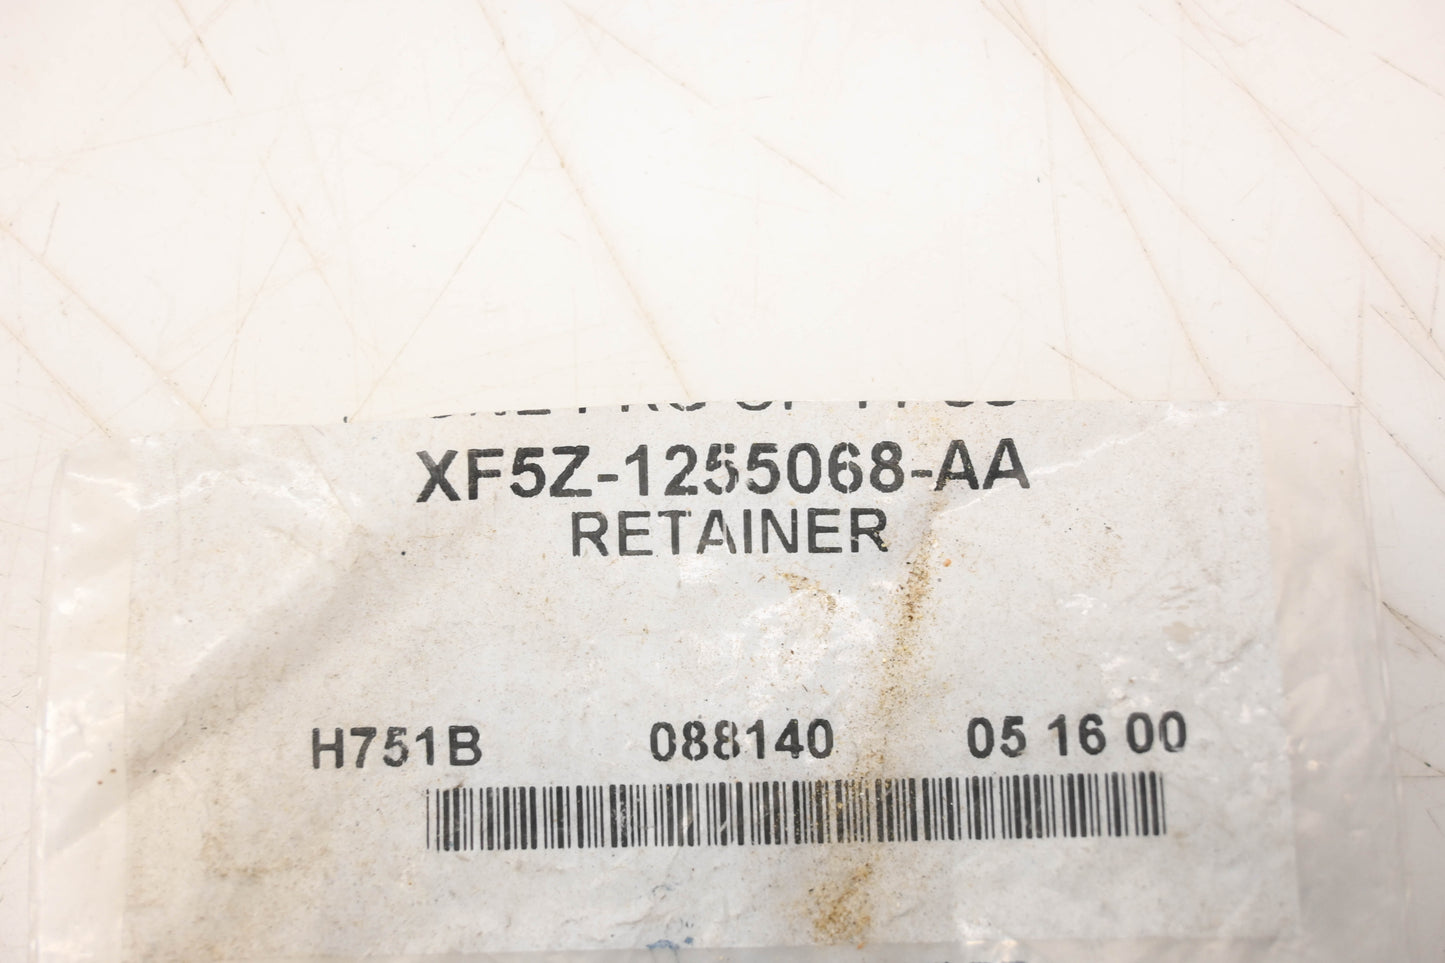 XF5Z-1255068-AA
RETAINER
H751B 088140 05 16 00